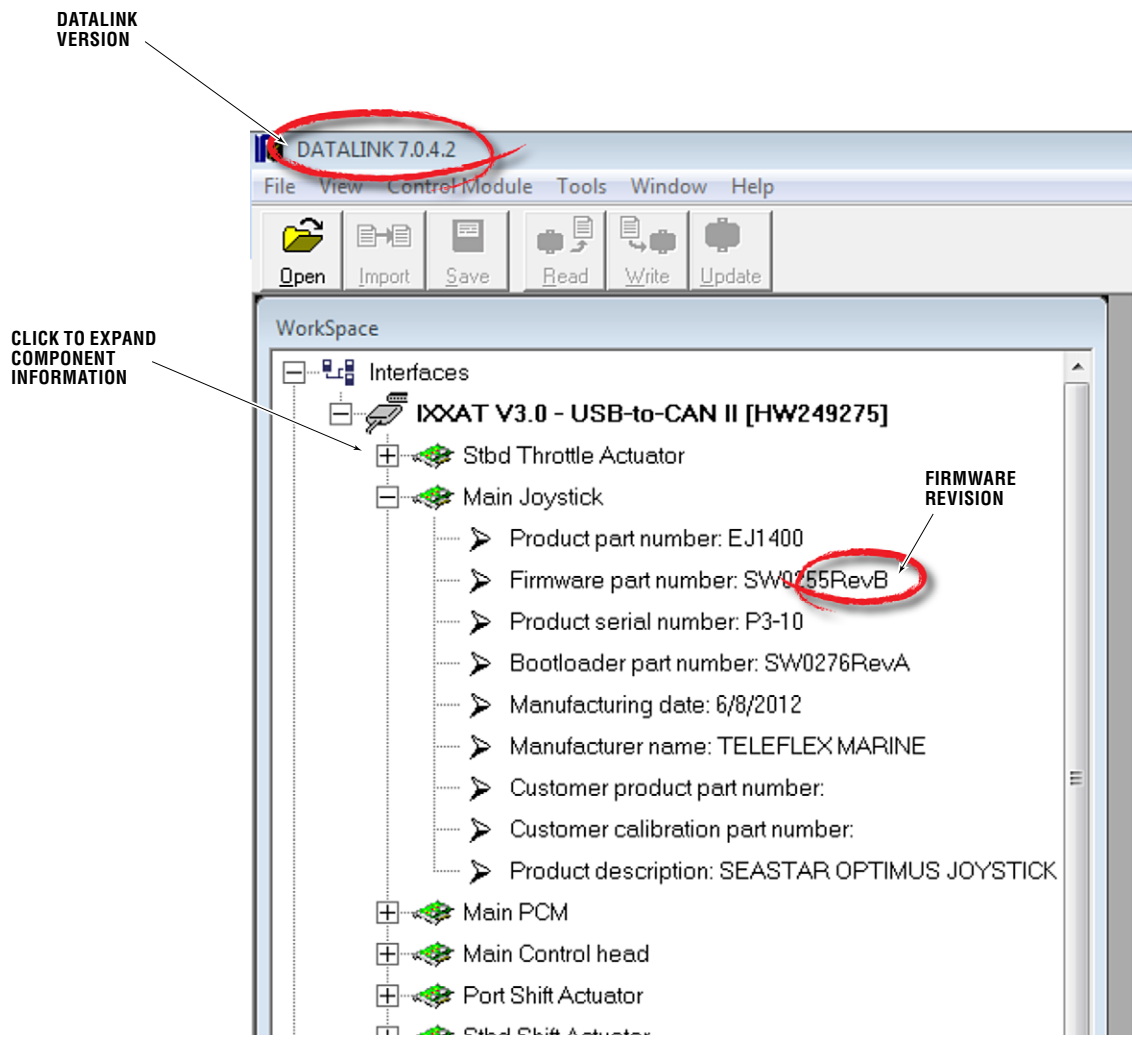 DATALINK
VERSION
DATALINK 7.0.4.2
File View Control Module Tools Window Help
Open Import Save Read Write Update
WorkSpace
CLICK TO EXPAND
COMPONENT
INFORMATION
Interfaces
IXXAT V3.0 - USB-to-CAN II [HW249275]
Stbd Throttle Actuator
Main Joystick
FIRMWARE
REVISION
Product part number: EJ1400
Firmware part number: SW0255RevB
Product serial number: P3-10
Bootloader part number: SW0276RevA
Manufacturing date: 6/8/2012
Manufacturer name: TELEFLEX MARINE
Customer product part number:
Customer calibration part number:
Product description: SEASTAR OPTIMUS JOYSTICK
Main PCM
Main Control head
Port Shift Actuator
Stbd Shift Actuator